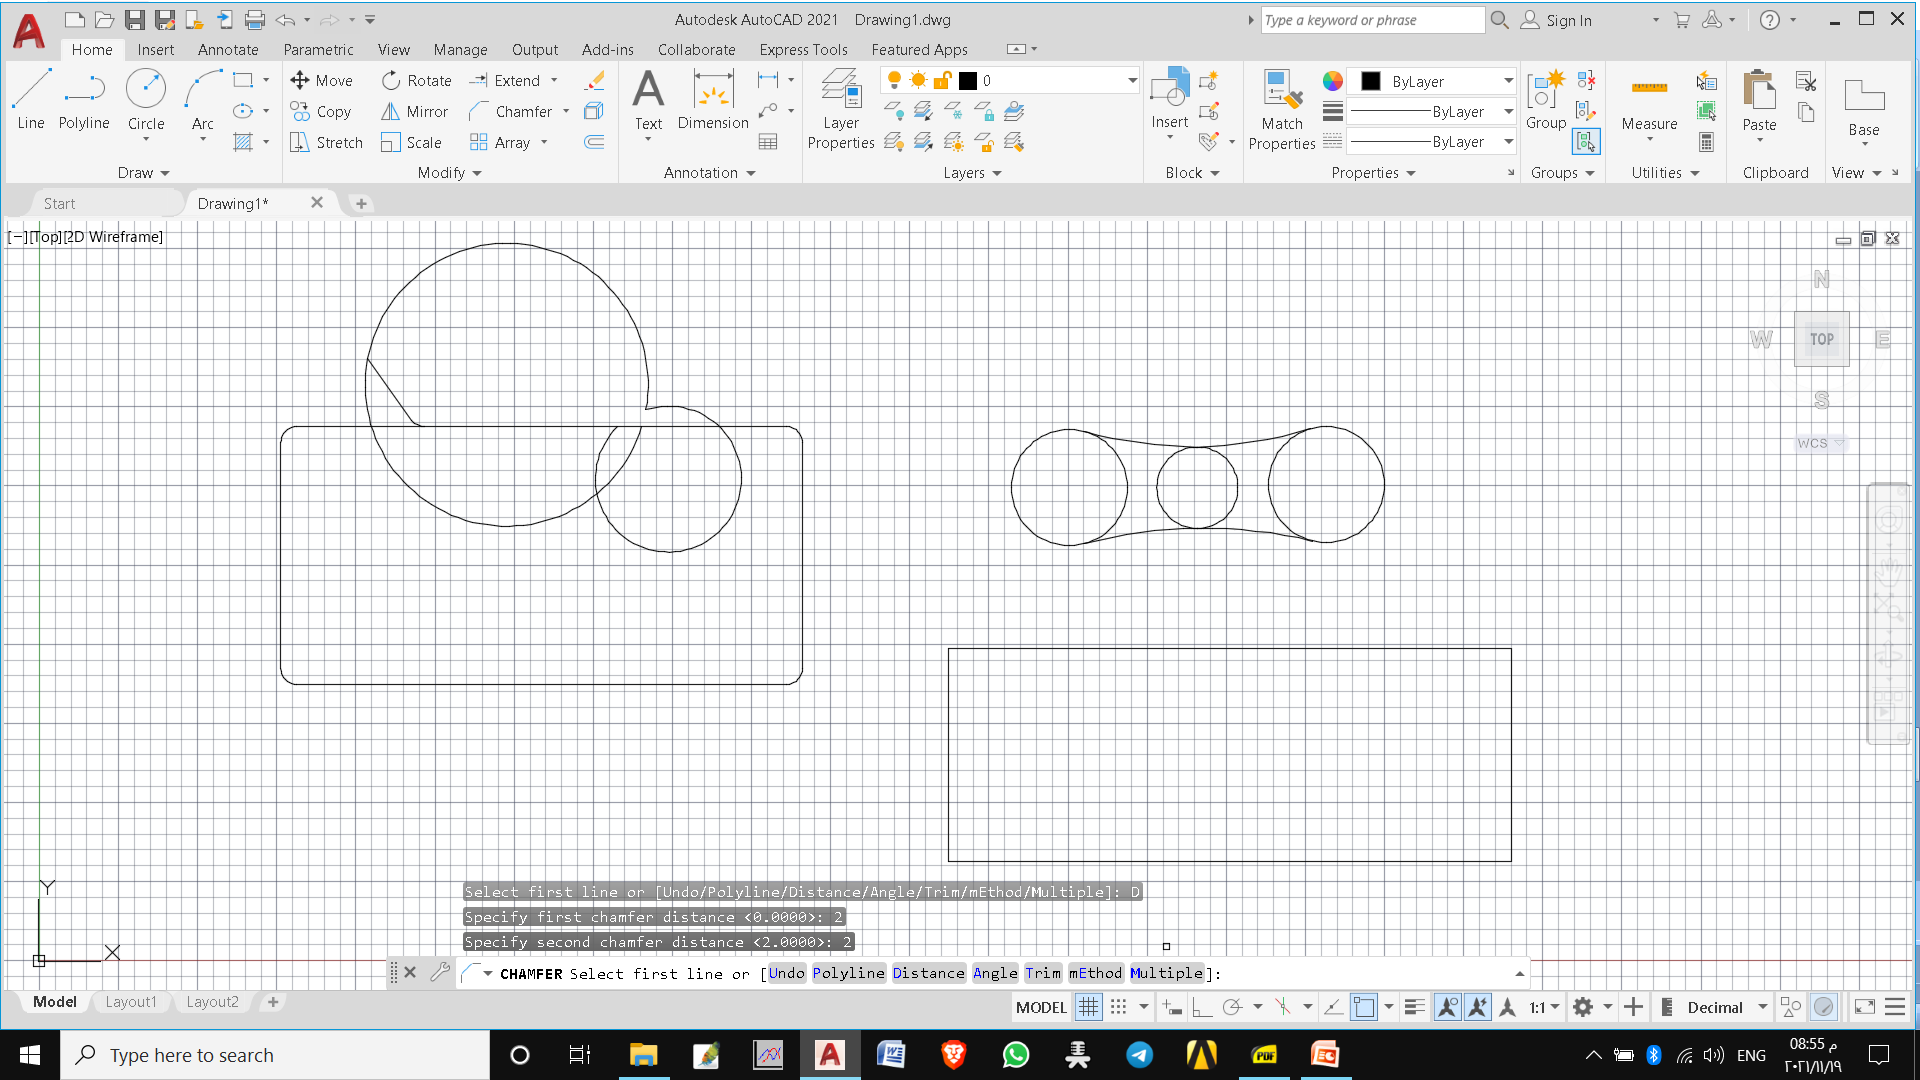 Autodesk AutoCAD 2021 Drawing1.dwg
Type a keyword or phrase
Sign In
Home Insert Annotate Parametric View Manage Output Add-ins Collaborate Express Tools Featured Apps
Line Polyline Circle Arc
Move Rotate Extend
Copy Mirror Chamfer
Stretch Scale Array
Text Dimension
Layer Properties
0
Insert
Match Properties
ByLayer
ByLayer
ByLayer
Group
Measure
Paste
Base
Draw Modify Annotation Layers Block Properties Groups Utilities Clipboard View
Start Drawing1*
[−][Top][2D Wireframe]
N
W TOP E
S
WCS
Y
X
Select first line or [Undo/Polyline/Distance/Angle/Trim/mEthod/Multiple]: D
Specify first chamfer distance <0.0000>: 2
Specify second chamfer distance <2.0000>: 2
CHAMFER Select first line or [Undo Polyline Distance Angle Trim mEthod Multiple]:
Model Layout1 Layout2
MODEL 1:1 Decimal
Type here to search
PDF
ENG
08:55 م
٢٠٢١/١١/١٩